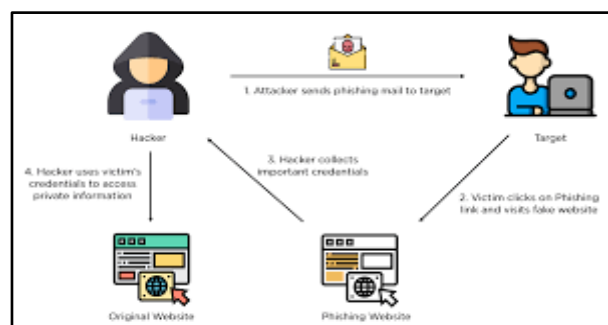 1. Attacker sends phishing mail to target
Hacker
Target
3. Hacker collects
important credentials
4. Hacker uses victim's
credentials to access
private information
2. Victim clicks on Phishing
link and visits fake website
Original Website
Phishing Website